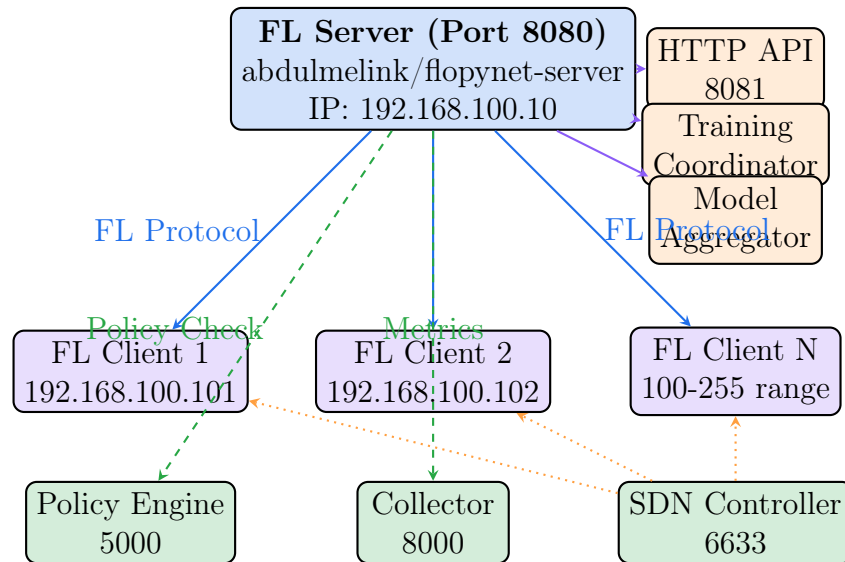 FL Server (Port 8080)
abdulmelink/flopynet-server
IP: 192.168.100.10
HTTP API
8081
Training
Coordinator
Model
Aggregator
FL Protocol
FL Protocol
Policy Check
Metrics
FL Client 1
192.168.100.101
FL Client 2
192.168.100.102
FL Client N
100-255 range
Policy Engine
5000
Collector
8000
SDN Controller
6633